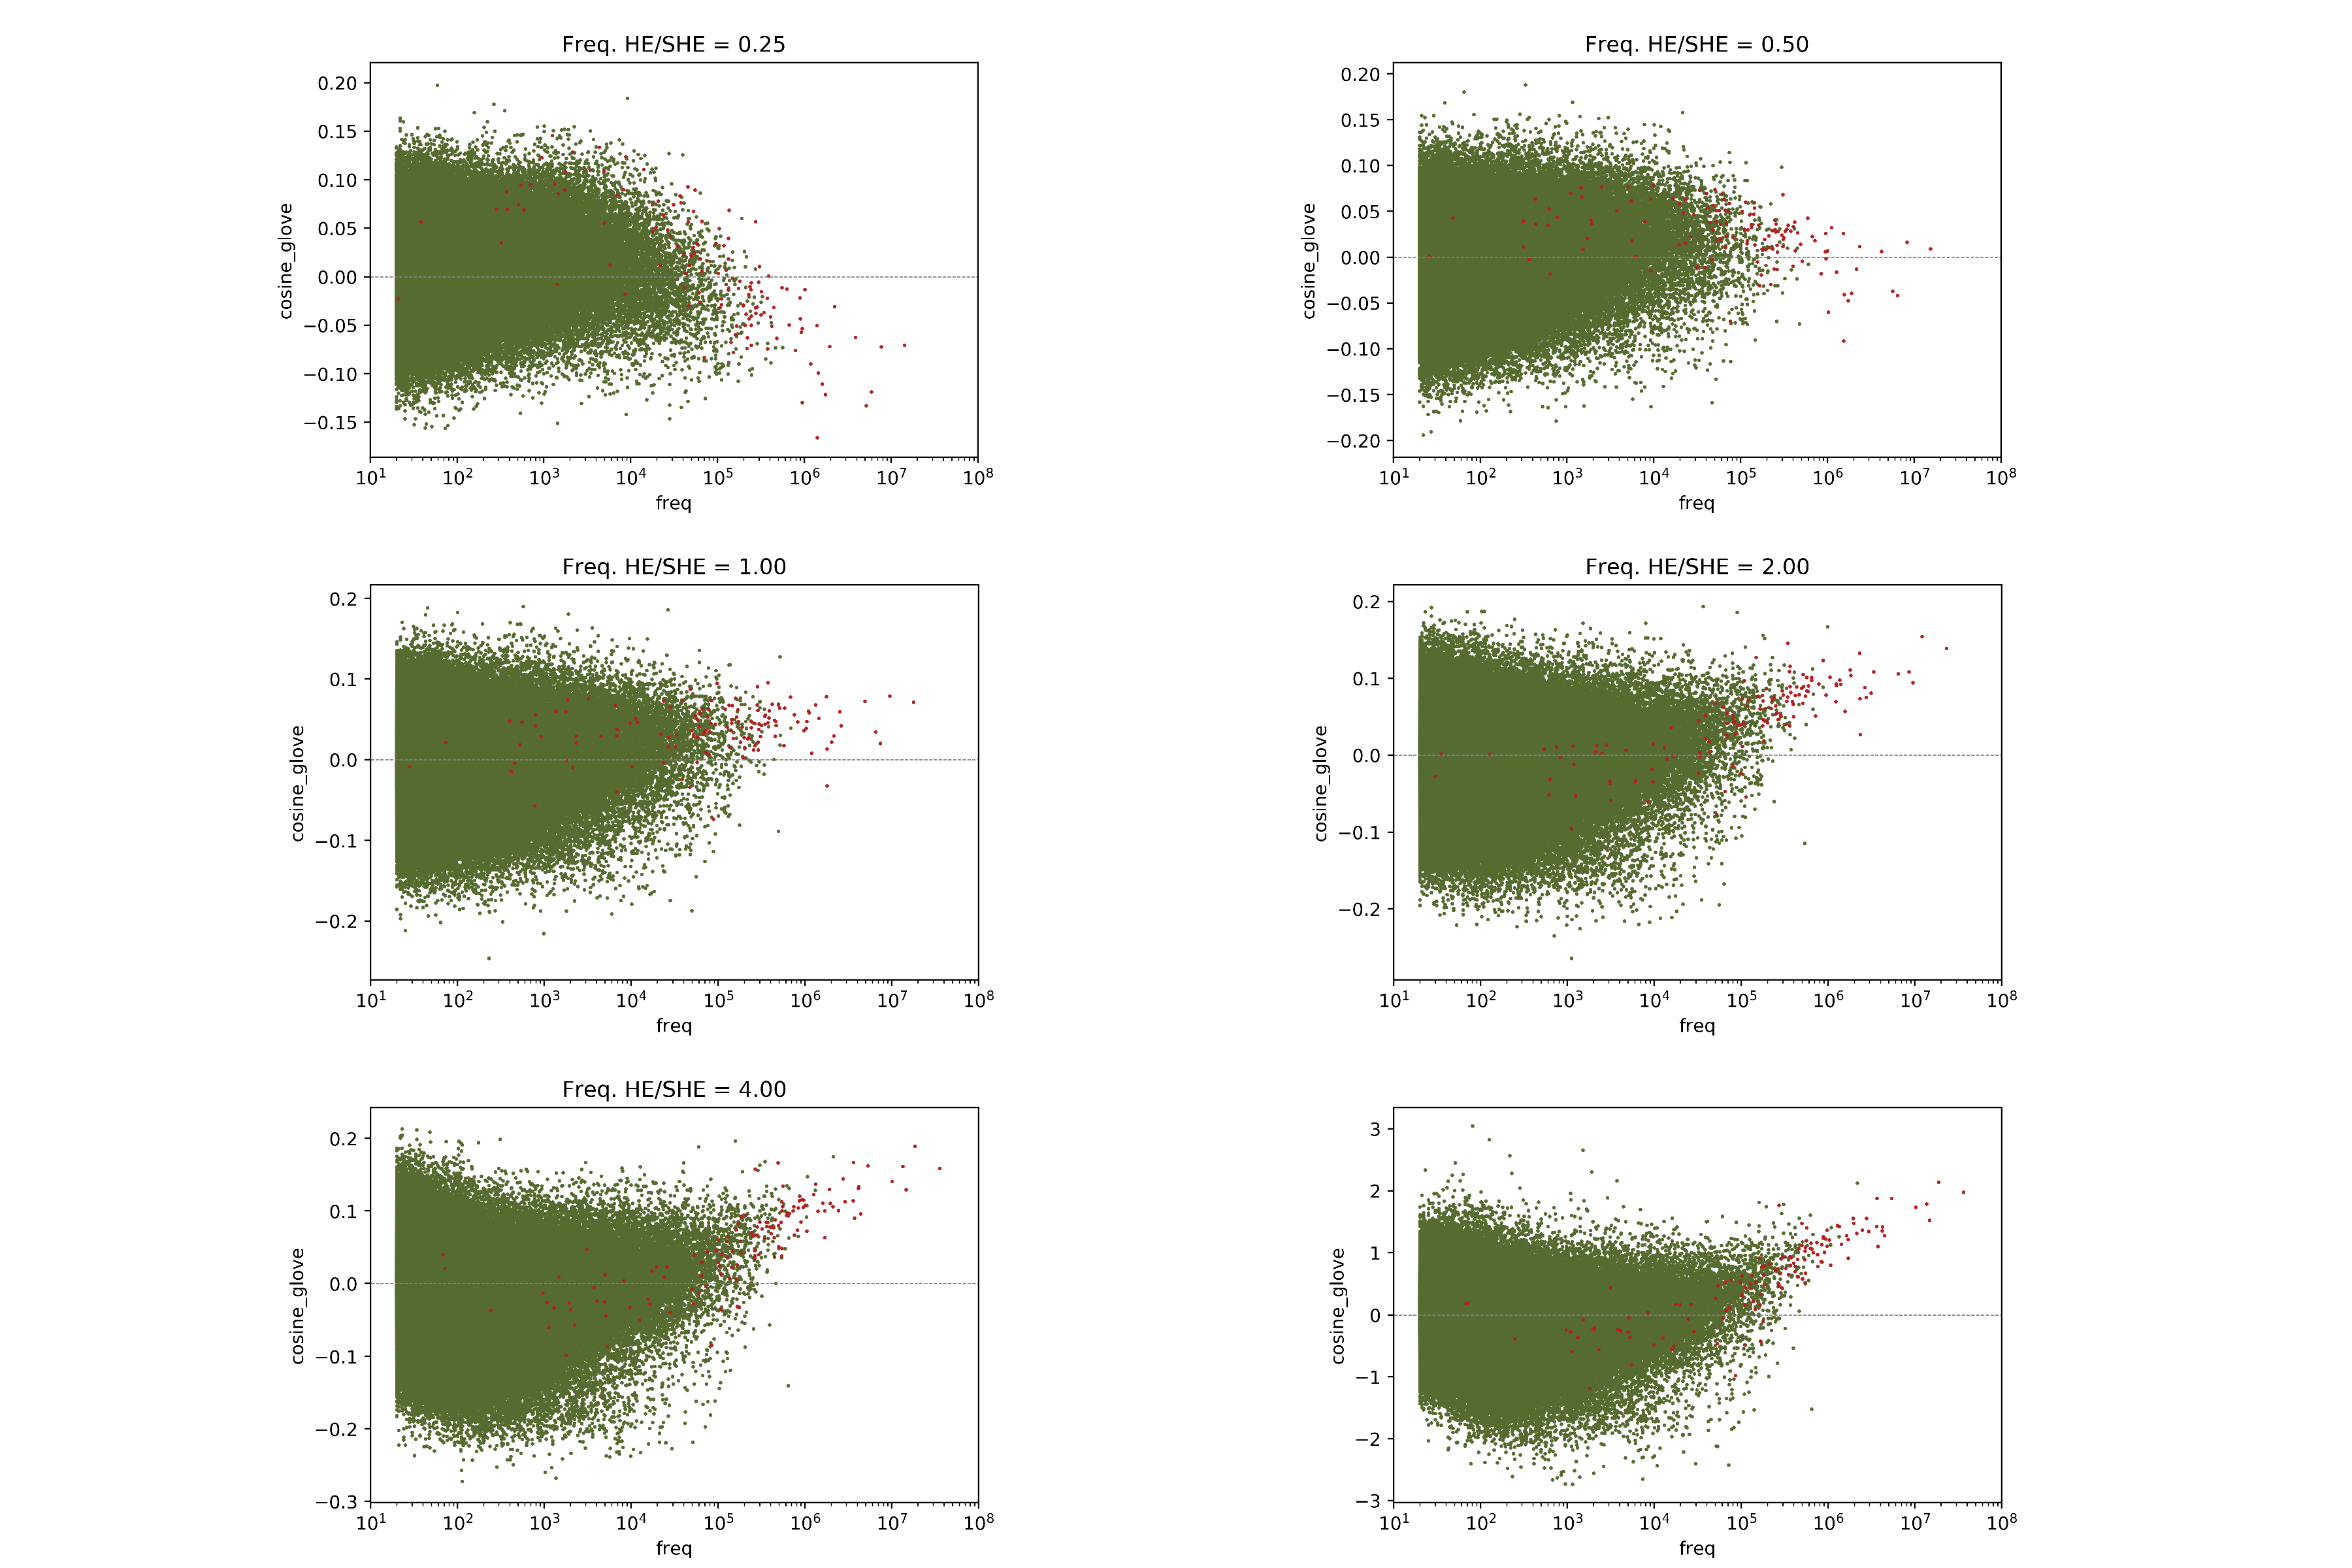 Freq. HE/SHE = 0.25
0.20
0.15
0.10
0.05
0.00
−0.05
−0.10
−0.15
cosine_glove
10¹ 10² 10³ 10⁴ 10⁵ 10⁶ 10⁷ 10⁸
freq
Freq. HE/SHE = 0.50
0.20
0.15
0.10
0.05
0.00
−0.05
−0.10
−0.15
−0.20
cosine_glove
10¹ 10² 10³ 10⁴ 10⁵ 10⁶ 10⁷ 10⁸
freq
Freq. HE/SHE = 1.00
0.2
0.1
0.0
−0.1
−0.2
cosine_glove
10¹ 10² 10³ 10⁴ 10⁵ 10⁶ 10⁷ 10⁸
freq
Freq. HE/SHE = 2.00
0.2
0.1
0.0
−0.1
−0.2
cosine_glove
10¹ 10² 10³ 10⁴ 10⁵ 10⁶ 10⁷ 10⁸
freq
Freq. HE/SHE = 4.00
0.2
0.1
0.0
−0.1
−0.2
−0.3
cosine_glove
10¹ 10² 10³ 10⁴ 10⁵ 10⁶ 10⁷ 10⁸
freq
3
2
1
0
−1
−2
−3
cosine_glove
10¹ 10² 10³ 10⁴ 10⁵ 10⁶ 10⁷ 10⁸
freq